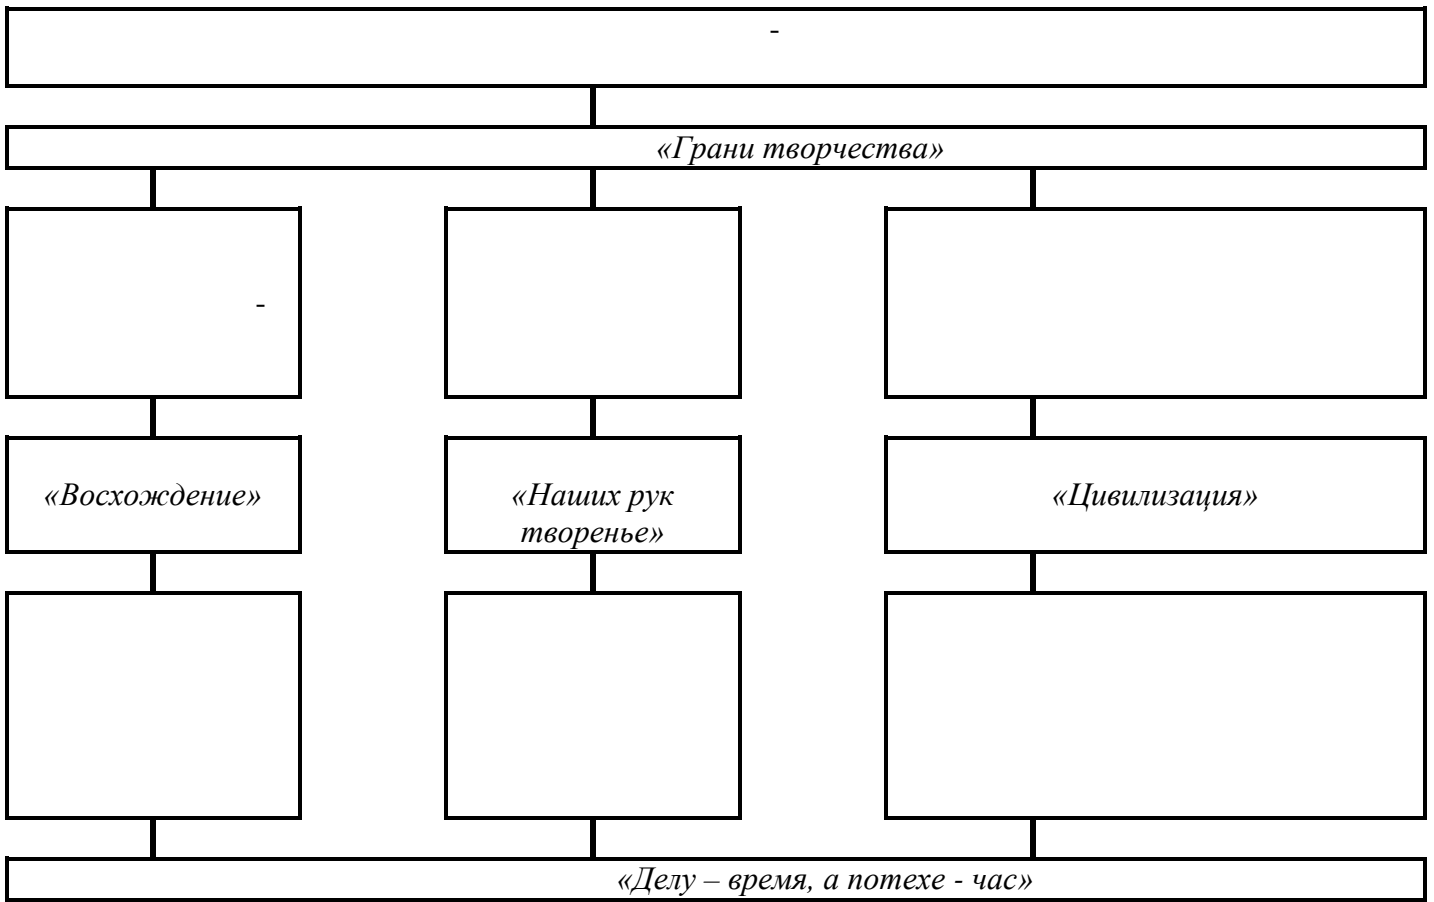 -
«Грани творчества»
-
«Восхождение»
«Наших рук
творенье»
«Цивилизация»
«Делу – время, а потехе - час»